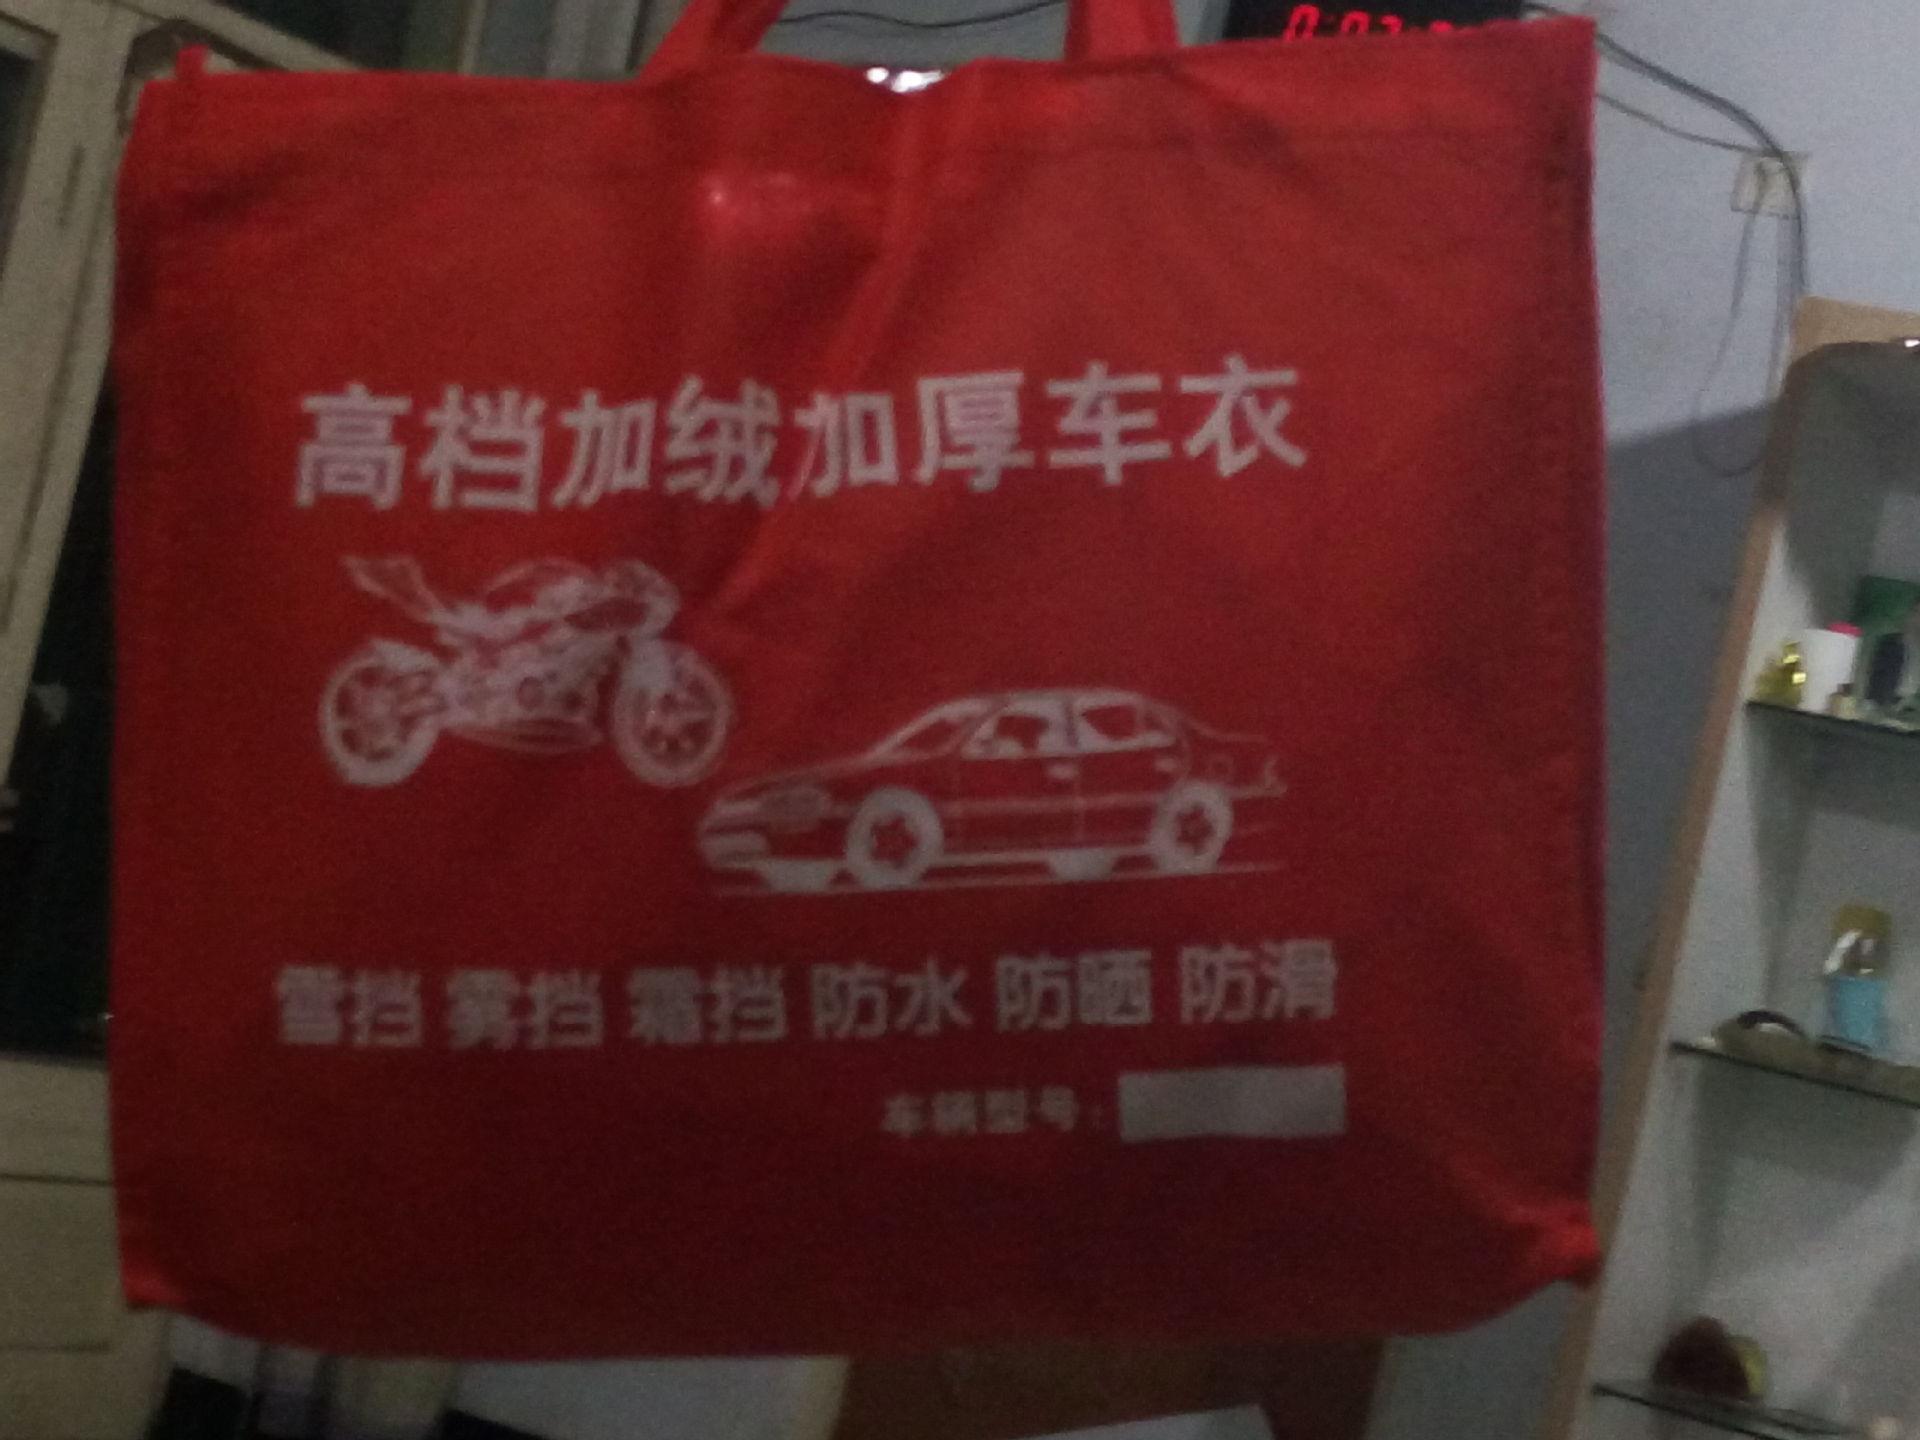 高档加绒加厚车衣
雪挡 雾挡 霜挡 防水 防晒 防滑
车辆型号：